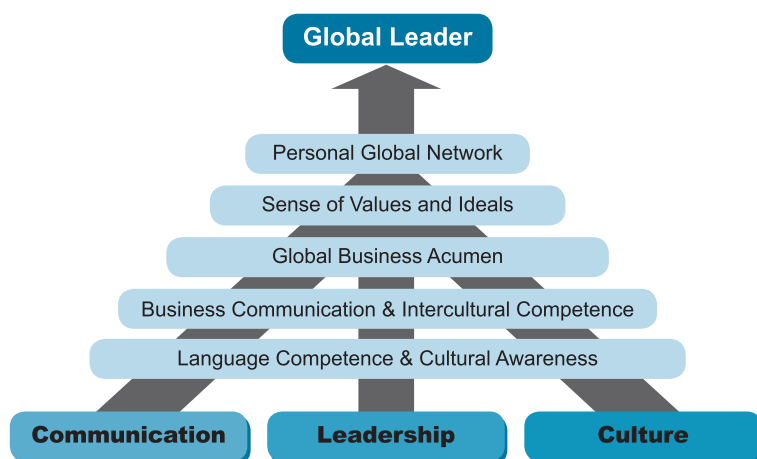 Global Leader
Personal Global Network
Sense of Values and Ideals
Global Business Acumen
Business Communication & Intercultural Competence
Language Competence & Cultural Awareness
Communication
Leadership
Culture